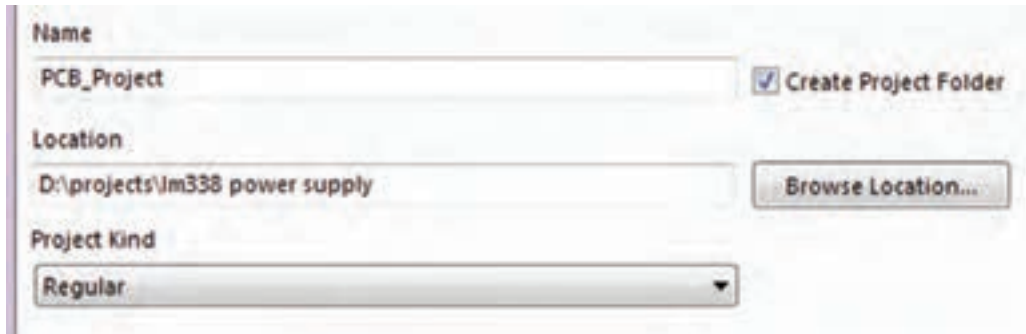 Name
PCB_Project
Create Project Folder
Location
D:\projects\lm338 power supply
Browse Location...
Project Kind
Regular